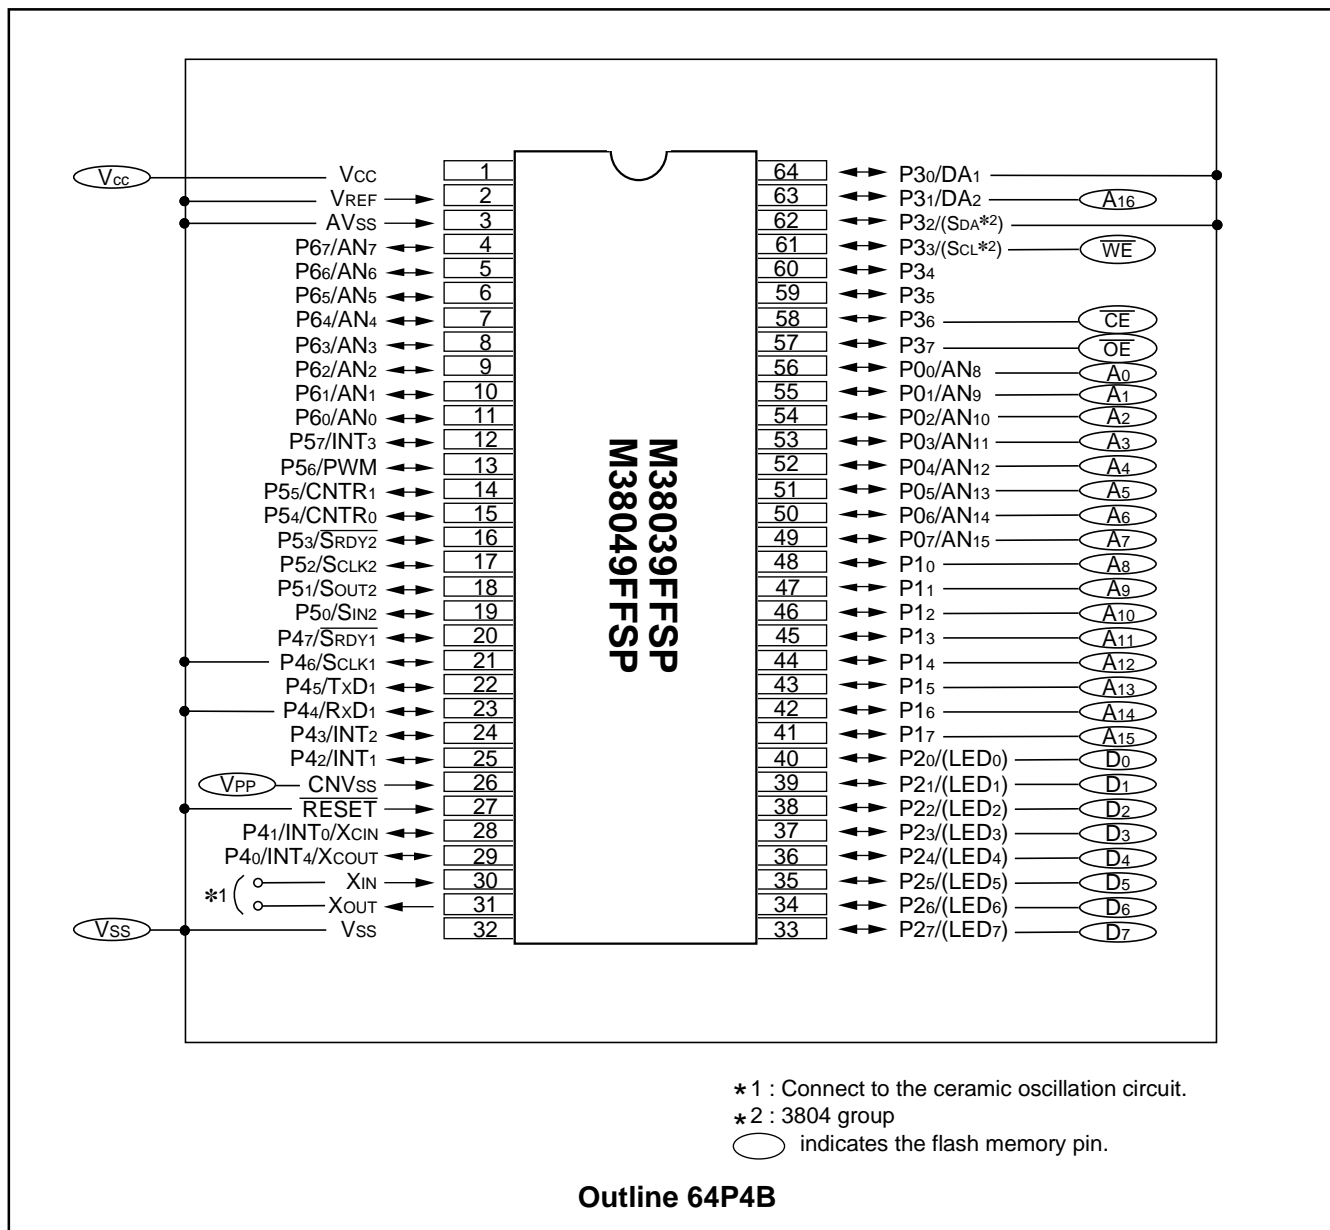 Vcc VCC 1 64 P30/DA1
VREF 2 63 P31/DA2 A16
AVSS 3 62 P32/(SDA*2)
P67/AN7 4 61 P33/(SCL*2) WE
P66/AN6 5 60 P34
P65/AN5 6 59 P35
P64/AN4 7 58 P36 CE
P63/AN3 8 57 P37 OE
P62/AN2 9 56 P00/AN8 A0
P61/AN1 10 55 P01/AN9 A1
P60/AN0 11 54 P02/AN10 A2
P57/INT3 12 53 P03/AN11 A3
P56/PWM 13 52 P04/AN12 A4
P55/CNTR1 14 51 P05/AN13 A5
P54/CNTR0 15 50 P06/AN14 A6
P53/SRDY2 16 49 P07/AN15 A7
P52/SCLK2 17 48 P10 A8
P51/SOUT2 18 47 P11 A9
P50/SIN2 19 46 P12 A10
P47/SRDY1 20 45 P13 A11
P46/SCLK1 21 44 P14 A12
P45/TXD1 22 43 P15 A13
P44/RXD1 23 42 P16 A14
P43/INT2 24 41 P17 A15
P42/INT1 25 40 P20/(LED0) D0
VPP CNVSS 26 39 P21/(LED1) D1
RESET 27 38 P22/(LED2) D2
P41/INT0/XCIN 28 37 P23/(LED3) D3
P40/INT4/XCOUT 29 36 P24/(LED4) D4
*1 XIN 30 35 P25/(LED5) D5
XOUT 31 34 P26/(LED6) D6
VSS VSS 32 33 P27/(LED7) D7
M38039FFSP
M38049FFSP
*1 : Connect to the ceramic oscillation circuit.
*2 : 3804 group
indicates the flash memory pin.
Outline 64P4B